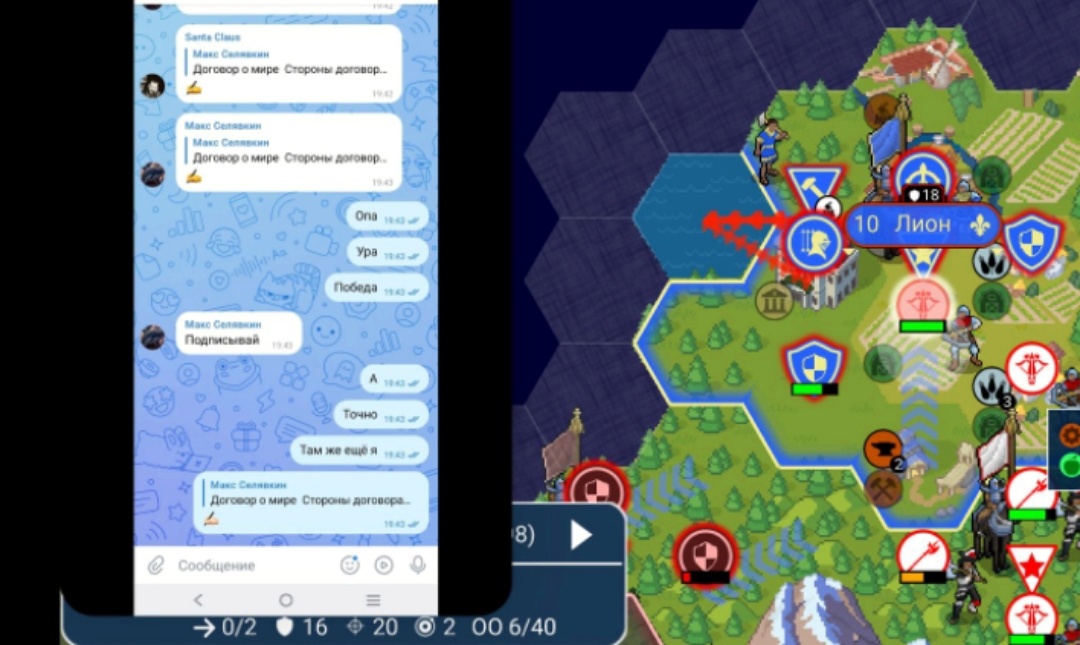 19:42
Santa Claus
Макс Селявкин
Договор о мире Стороны договор...
✍
19:42
Макс Селявкин
Макс Селявкин
Договор о мире Стороны договор...
✍
19:43
Опа 19:43
Ура 19:43
Победа 19:43
Макс Селявкин
Подписывай 19:43
А 19:43
Точно 19:43
Там же ещё я 19:43
Макс Селявкин
Договор о мире Стороны договора...
✍
19:43
Сообщение
8)
0/2 16 20 2 6/40
18
10 Лион
3
2